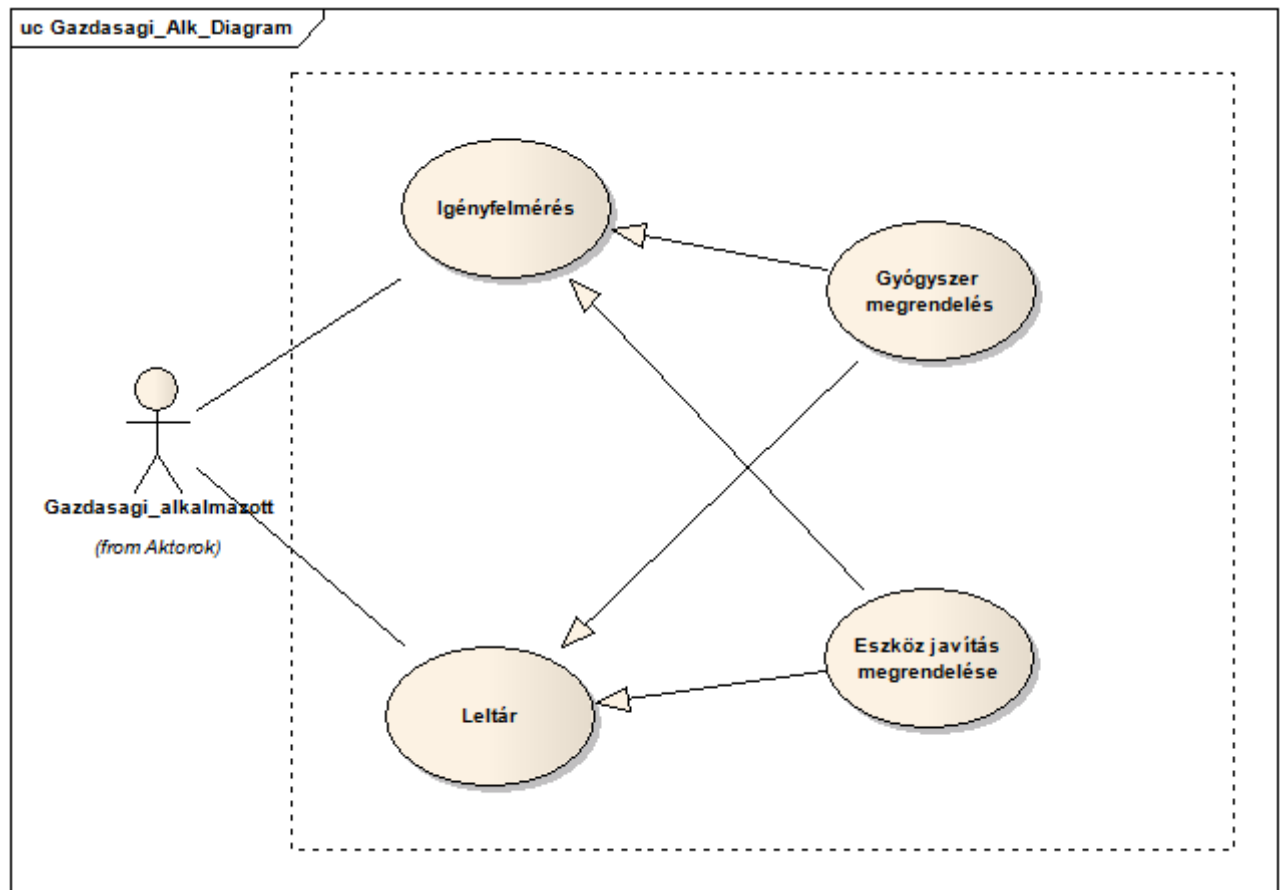 uc Gazdasagi_Alk_Diagram
Igényfelmérés
Gyógyszer
megrendelés
Gazdasagi_alkalmazott
(from Aktorok)
Eszköz javítás
megrendelése
Leltár